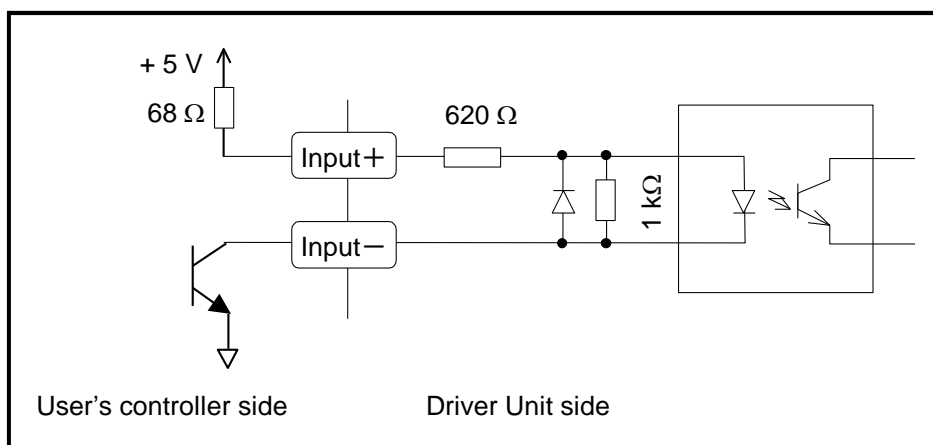 + 5 V
68 Ω
620 Ω
Input+
1 kΩ
Input−
User's controller side
Driver Unit side